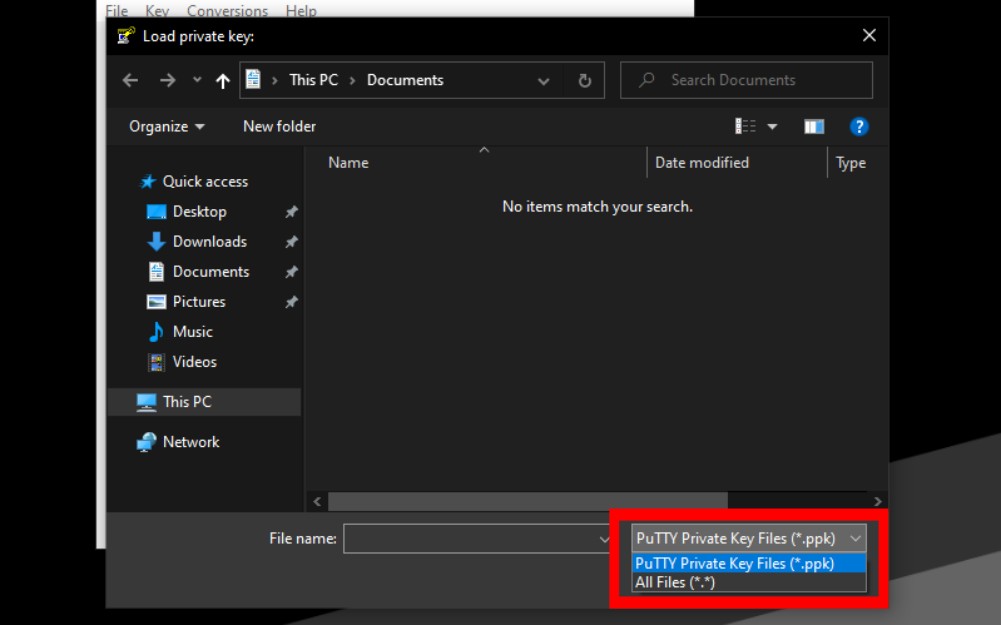 File Key Conversions Help
Load private key:
This PC > Documents
Search Documents
Organize
New folder
?
Name
Date modified
Type
Quick access
Desktop
Downloads
Documents
Pictures
Music
Videos
This PC
Network
No items match your search.
File name:
PuTTY Private Key Files (*.ppk)
PuTTY Private Key Files (*.ppk)
All Files (*.*)